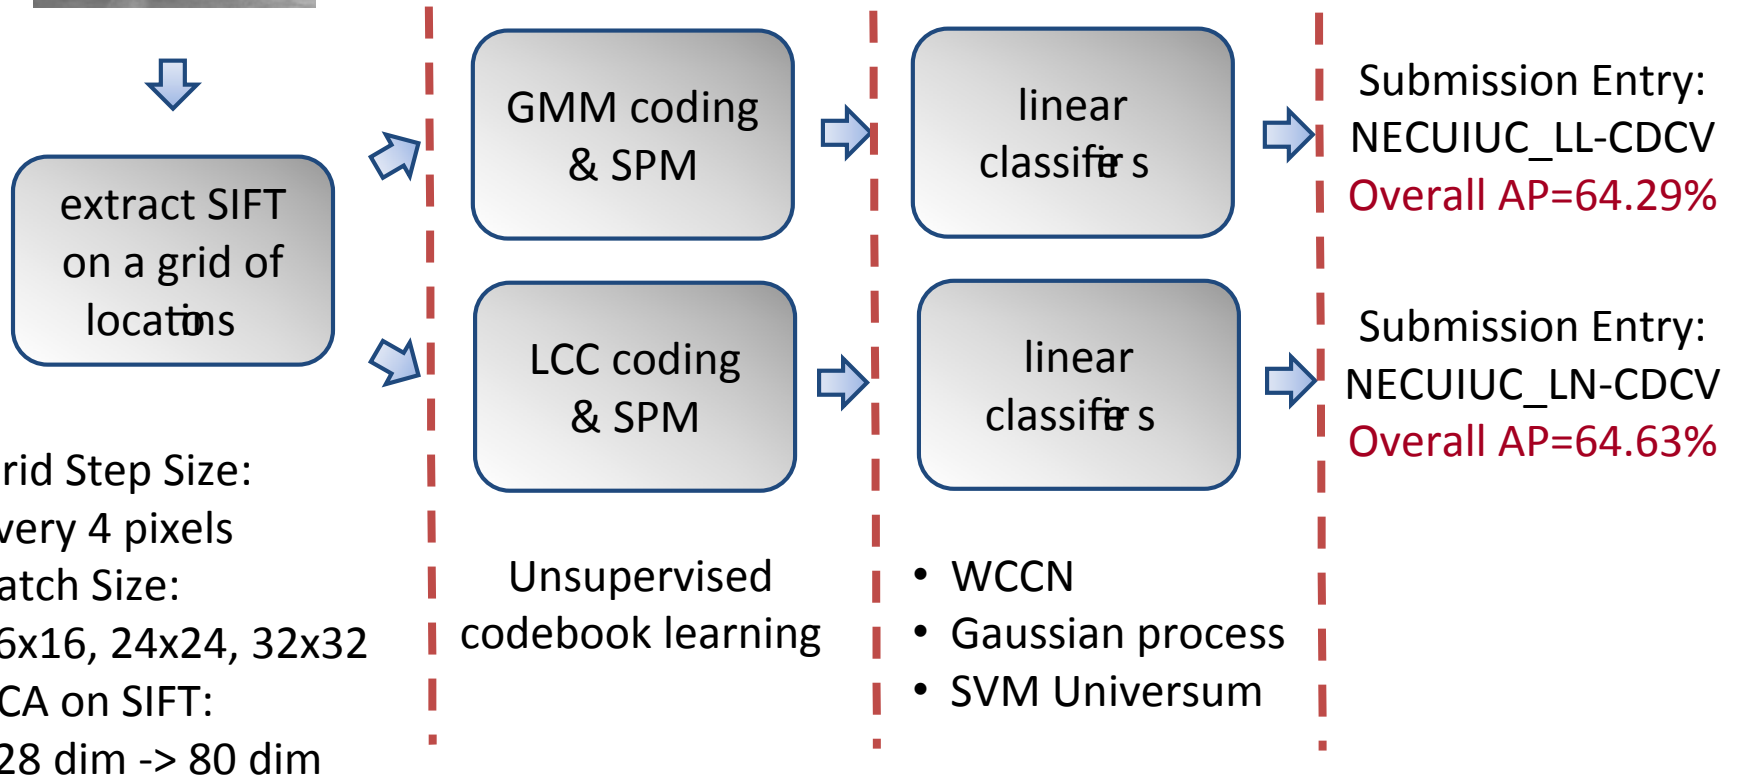 extract SIFT
on a grid of
locations
rid Step Size:
very 4 pixels
atch Size:
6x16, 24x24, 32x32
CA on SIFT:
28 dim -> 80 dim
GMM coding
& SPM
LCC coding
& SPM
Unsupervised
codebook learning
linear
classifiers
linear
classifiers
• WCCN
• Gaussian process
• SVM Universum
Submission Entry:
NECUIUC_LL-CDCV
Overall AP=64.29%
Submission Entry:
NECUIUC_LN-CDCV
Overall AP=64.63%